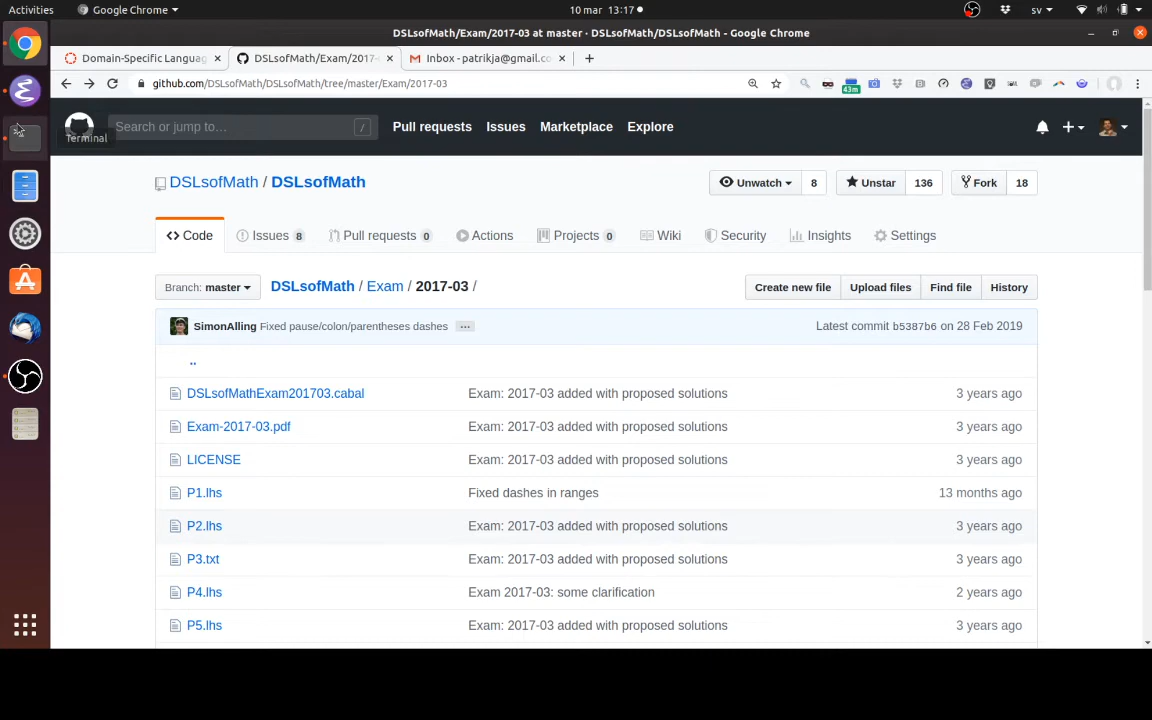 Activities Google Chrome 10 mar 13:17 sv
DSLsofMath/Exam/2017-03 at master · DSLsofMath/DSLsofMath - Google Chrome
Domain-Specific Languag × DSLsofMath/Exam/2017- × Inbox - patrikja@gmail.co × +
github.com/DSLsofMath/DSLsofMath/tree/master/Exam/2017-03 43m
Search or jump to… / Pull requests Issues Marketplace Explore
Terminal
DSLsofMath / DSLsofMath Unwatch 8 Unstar 136 Fork 18
Code Issues 8 Pull requests 0 Actions Projects 0 Wiki Security Insights Settings
Branch: master DSLsofMath / Exam / 2017-03 / Create new file Upload files Find file History
SimonAlling Fixed pause/colon/parentheses dashes … Latest commit b5387b6 on 28 Feb 2019
..
DSLsofMathExam201703.cabal Exam: 2017-03 added with proposed solutions 3 years ago
Exam-2017-03.pdf Exam: 2017-03 added with proposed solutions 3 years ago
LICENSE Exam: 2017-03 added with proposed solutions 3 years ago
P1.lhs Fixed dashes in ranges 13 months ago
P2.lhs Exam: 2017-03 added with proposed solutions 3 years ago
P3.txt Exam: 2017-03 added with proposed solutions 3 years ago
P4.lhs Exam 2017-03: some clarification 2 years ago
P5.lhs Exam: 2017-03 added with proposed solutions 3 years ago